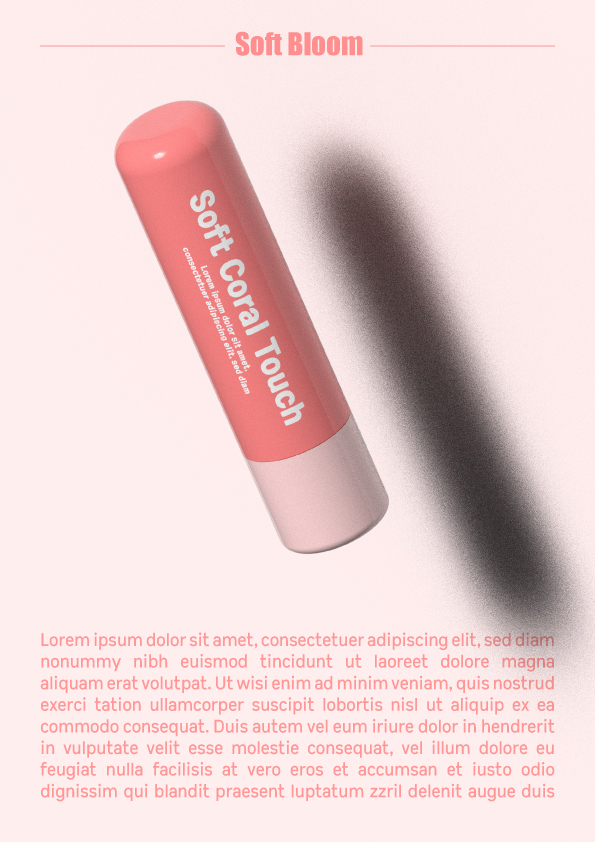 Soft Bloom
Soft Coral Touch
Lorem ipsum dolor sit amet,
consectetuer adipiscing elit, sed diam
Lorem ipsum dolor sit amet, consectetuer adipiscing elit, sed diam
nonummy nibh euismod tincidunt ut laoreet dolore magna
aliquam erat volutpat. Ut wisi enim ad minim veniam, quis nostrud
exerci tation ullamcorper suscipit lobortis nisl ut aliquip ex ea
commodo consequat. Duis autem vel eum iriure dolor in hendrerit
in vulputate velit esse molestie consequat, vel illum dolore eu
feugiat nulla facilisis at vero eros et accumsan et iusto odio
dignissim qui blandit praesent luptatum zzril delenit augue duis